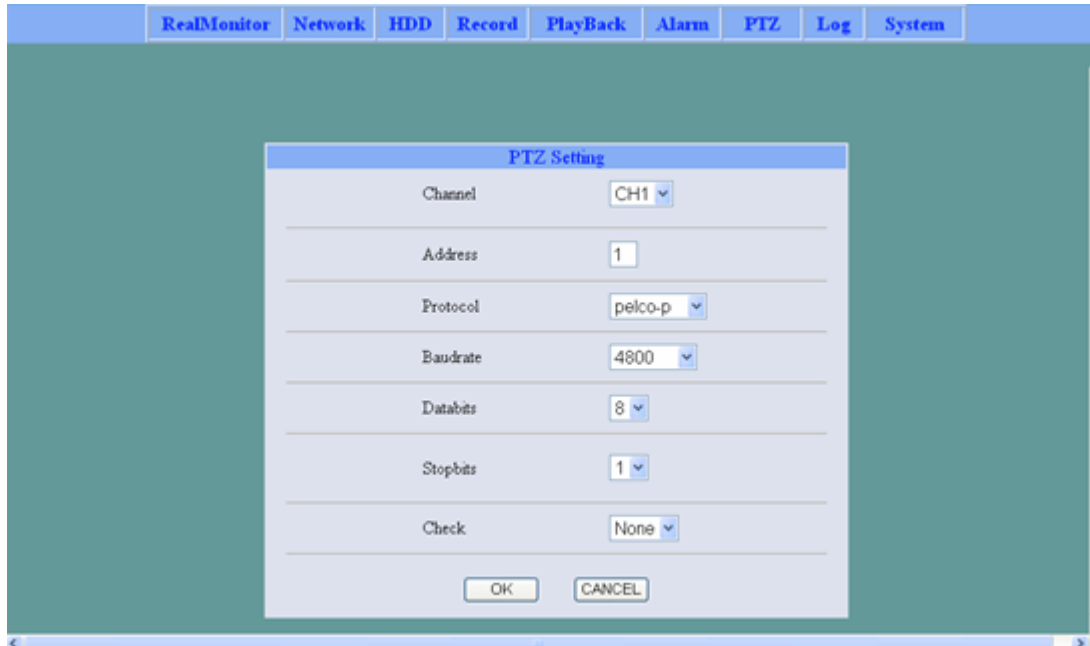 RealMonitor Network HDD Record PlayBack Alarm PTZ Log System
PTZ Setting
Channel CH1
Address 1
Protocol pelco-p
Baudrate 4800
Databits 8
Stopbits 1
Check None
OK CANCEL